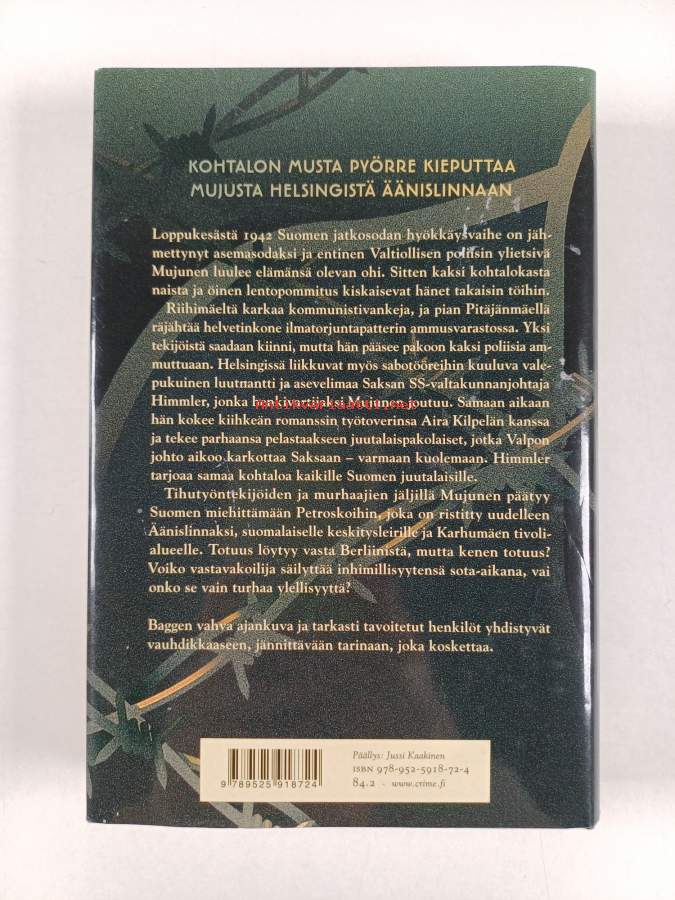 KOHTALON MUSTA PYÖRRE KIEPUTTAA
MUJUSTA HELSINGISTÄ ÄÄNISLINNAAN
Loppukesästä 1942 Suomen jatkosodan hyökkäysvaihe on jäh-
mettynyt asemasodaksi ja entinen Valtiollisen poliisin ylietsivä
Mujunen luulee elämänsä olevan ohi. Sitten kaksi kohtalokasta
naista ja öinen lentopommitus kiskaisevat hänet takaisin töihin.
Riihimäeltä karkaa kommunistivankeja, ja pian Pitäjänmäellä
räjähtää helvetinkone ilmatorjuntapatterin ammusvarastossa. Yksi
tekijöistä saadaan kiinni, mutta hän pääsee pakoon kaksi poliisia am-
muttuaan. Helsingissä liikkuvat myös sabotööreihin kuuluva vale-
pukuinen luutnantti ja asevelimaa Saksan SS-valtakunnanjohtaja
Himmler, jonka henkivartijaksi Mujunen joutuu. Samaan aikaan
hän kokee kiihkeän romanssin työtoverinsa Aira Kilpelän kanssa
ja tekee parhaansa pelastaakseen juutalaispakolaiset, jotka Valpon
johto aikoo karkottaa Saksaan – varmaan kuolemaan. Himmler
tarjoaa samaa kohtaloa kaikille Suomen juutalaisille.
Tihutyöntekijöiden ja murhaajien jäljillä Mujunen päätyy
Suomen miehittämään Petroskoihin, joka on ristitty uudelleen
Äänislinnaksi, suomalaiselle keskitysleirille ja Karhumäen tivoli-
alueelle. Totuus löytyy vasta Berliinistä, mutta kenen totuus?
Voiko vastavakoilija säilyttää inhimillisyytensä sota-aikana, vai
onko se vain turhaa ylellisyyttä?
Baggen vahva ajankuva ja tarkasti tavoitetut henkilöt yhdistyvät
vauhdikkaaseen, jännittävään tarinaan, joka koskettaa.
Päällys: Jussi Kaakinen
ISBN 978-952-5918-72-4
84.2 · www.crime.fi
9 789525 918724